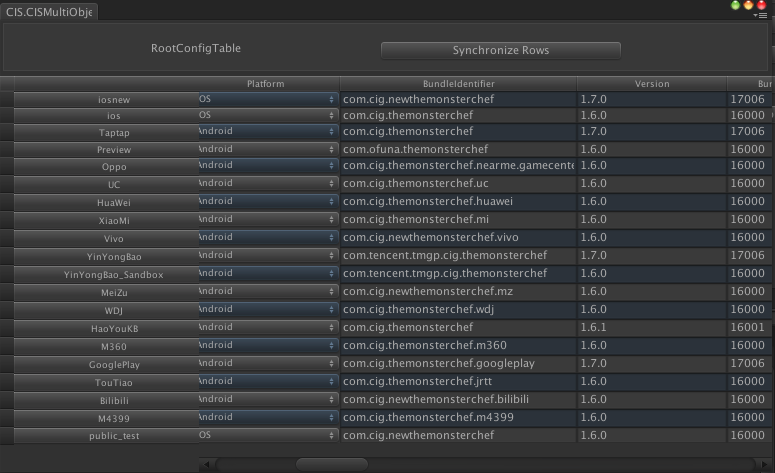 CIS.CISMultiObje
RootConfigTable Synchronize Rows
Platform BundleIdentifier Version Bun
iosnew OS com.cig.newthemonsterchef 1.7.0 17006
ios OS com.cig.themonsterchef 1.6.0 16000
Taptap Android com.cig.themonsterchef 1.7.0 17006
Preview Android com.ofuna.themonsterchef 1.6.0 16000
Oppo Android com.cig.themonsterchef.nearme.gamecente 1.6.0 16000
UC Android com.cig.themonsterchef.uc 1.6.0 16000
HuaWei Android com.cig.themonsterchef.huawei 1.6.0 16000
XiaoMi Android com.cig.themonsterchef.mi 1.6.0 16000
Vivo Android com.cig.newthemonsterchef.vivo 1.6.0 16000
YinYongBao Android com.tencent.tmgp.cig.themonsterchef 1.7.0 17006
YinYongBao_Sandbox Android com.tencent.tmgp.cig.themonsterchef 1.6.0 16000
MeiZu Android com.cig.newthemonsterchef.mz 1.6.0 16000
WDJ Android com.cig.themonsterchef.wdj 1.6.0 16000
HaoYouKB Android com.cig.themonsterchef 1.6.1 16001
M360 Android com.cig.themonsterchef.m360 1.6.0 16000
GooglePlay Android com.cig.themonsterchef.googleplay 1.7.0 17006
TouTiao Android com.cig.themonsterchef.jrtt 1.6.0 16000
Bilibili Android com.cig.newthemonsterchef.bilibili 1.6.0 16000
M4399 Android com.cig.themonsterchef.m4399 1.6.0 16000
public_test OS com.cig.newthemonsterchef 1.6.0 16000